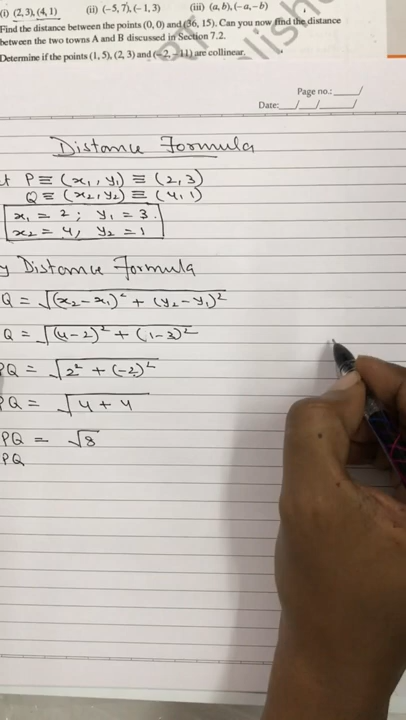 (i) (2, 3), (4, 1) (ii) (−5, 7), (−1, 3) (iii) (a, b), (−a, −b)
Find the distance between the points (0, 0) and (36, 15). Can you now find the distance
between the two towns A and B discussed in Section 7.2.
Determine if the points (1, 5), (2, 3) and (−2, −11) are collinear.
Page no.:
Date:
Distance Formula
P ≡ (x₁, y₁) ≡ (2, 3)
Q ≡ (x₂, y₂) ≡ (4, 1)
x₁ = 2 ; y₁ = 3
x₂ = 4, y₂ = 1
y Distance Formula
Q = √(x₂−x₁)² + (y₂−y₁)²
Q = √(4−2)² + (1−3)²
PQ = √2² + (−2)²
PQ = √4 + 4
PQ = √8
PQ